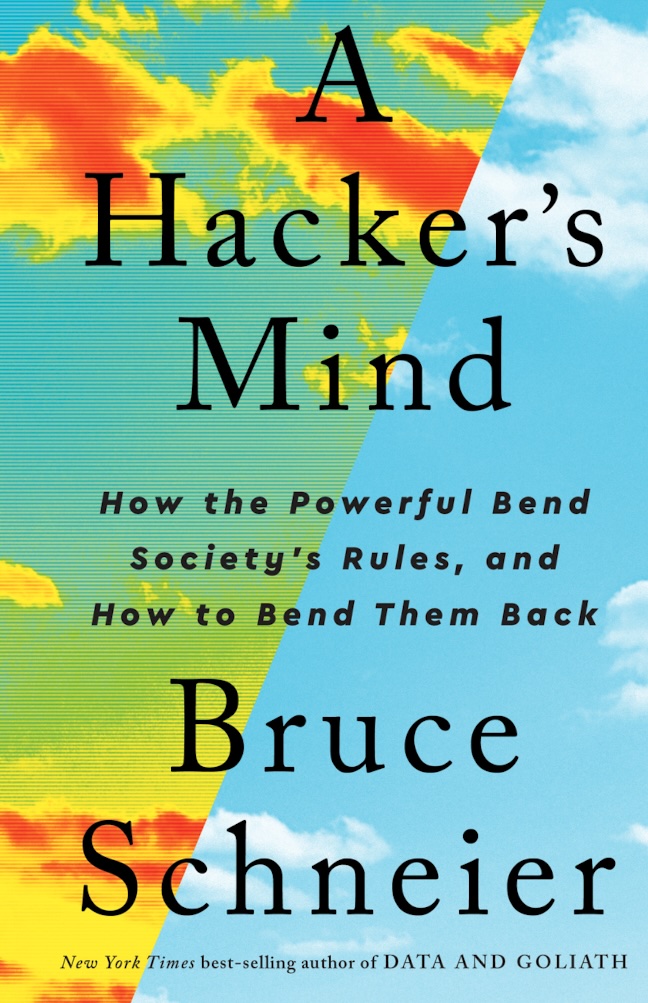 A
Hacker’s
Mind
How the Powerful Bend
Society’s Rules, and
How to Bend Them Back
Bruce
Schneier
New York Times best-selling author of DATA AND GOLIATH